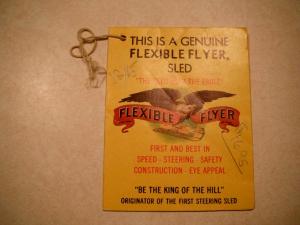 THIS IS A GENUINE
FLEXIBLE FLYER,
SLED
FLEXIBLE FLYER
FIRST AND BEST IN
SPEED - STEERING - SAFETY
CONSTRUCTION - EYE APPEAL
"BE THE KING OF THE HILL"
ORIGINATOR OF THE FIRST STEERING SLED